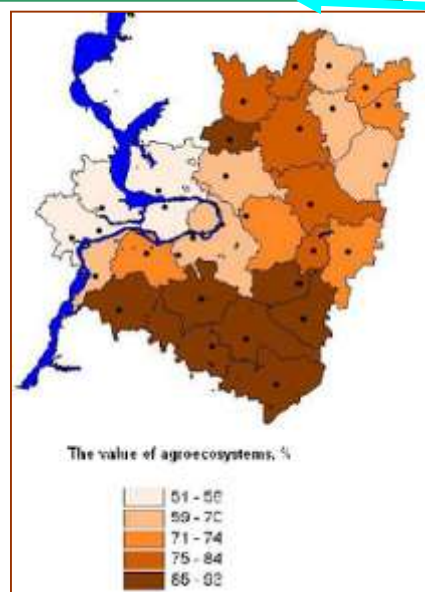 The value of agroecosystems, %
51 - 58
59 - 70
71 - 74
75 - 84
85 - 93